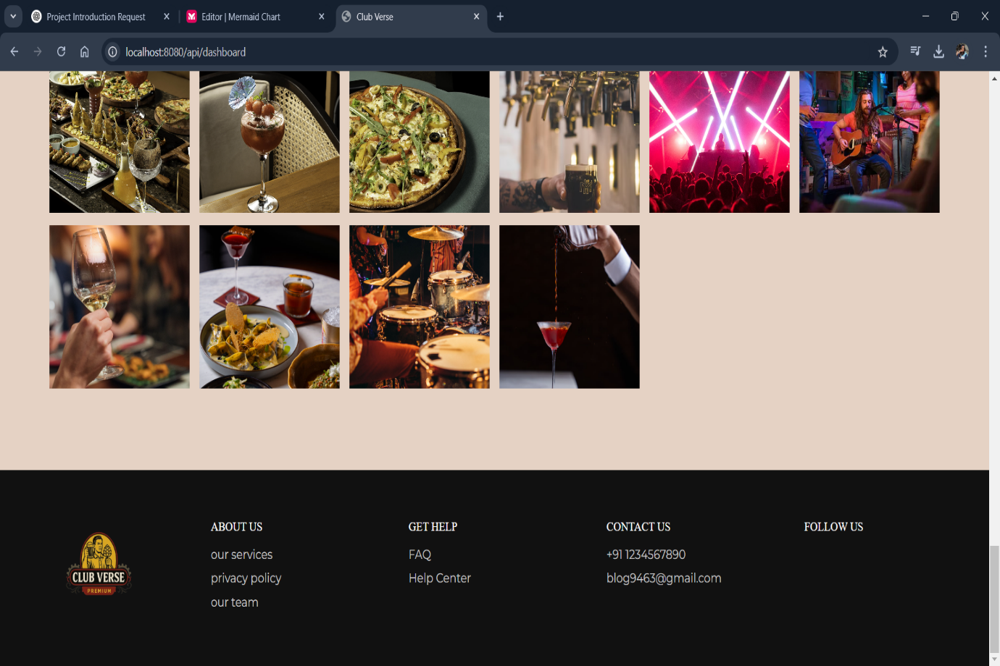 Project Introduction Request
Editor | Mermaid Chart
Club Verse
localhost:8080/api/dashboard
ABOUT US
our services
privacy policy
our team
GET HELP
FAQ
Help Center
CONTACT US
+91 1234567890
blog9463@gmail.com
FOLLOW US
CLUB VERSE
PREMIUM